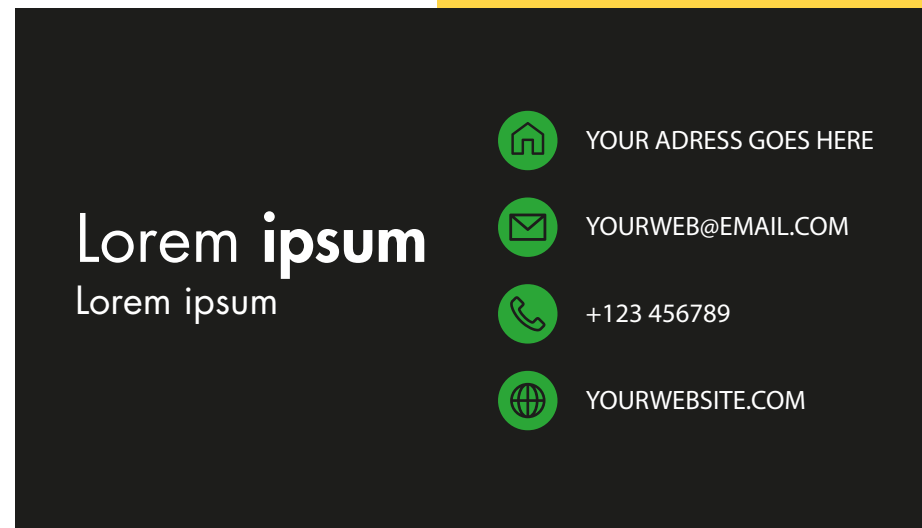 Lorem ipsum
Lorem ipsum
YOUR ADRESS GOES HERE
YOURWEB@EMAIL.COM
+123 456789
YOURWEBSITE.COM